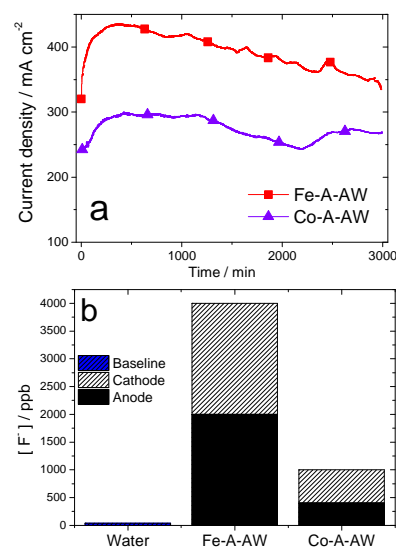 Current density / mA cm⁻²
400
300
200
100
a
Fe-A-AW
Co-A-AW
0
1000
2000
3000
Time / min
b
[ F⁻] / ppb
4000
3500
3000
2500
2000
1500
1000
500
0
Baseline
Cathode
Anode
Water
Fe-A-AW
Co-A-AW